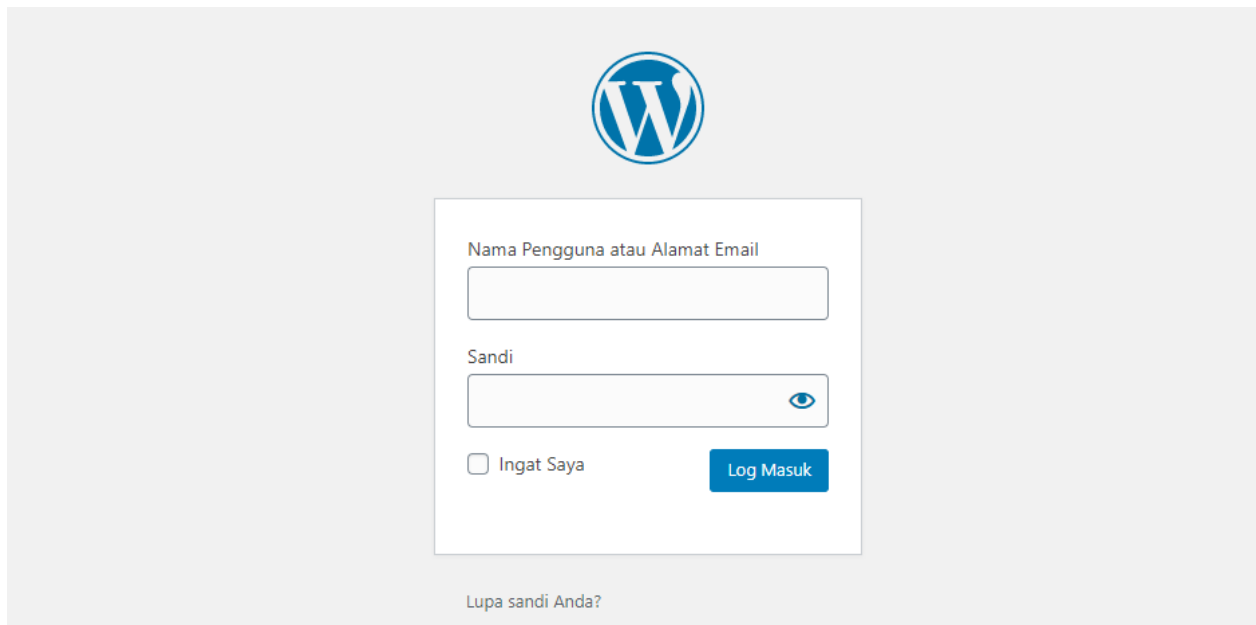 Nama Pengguna atau Alamat Email
Sandi
Ingat Saya
Log Masuk
Lupa sandi Anda?